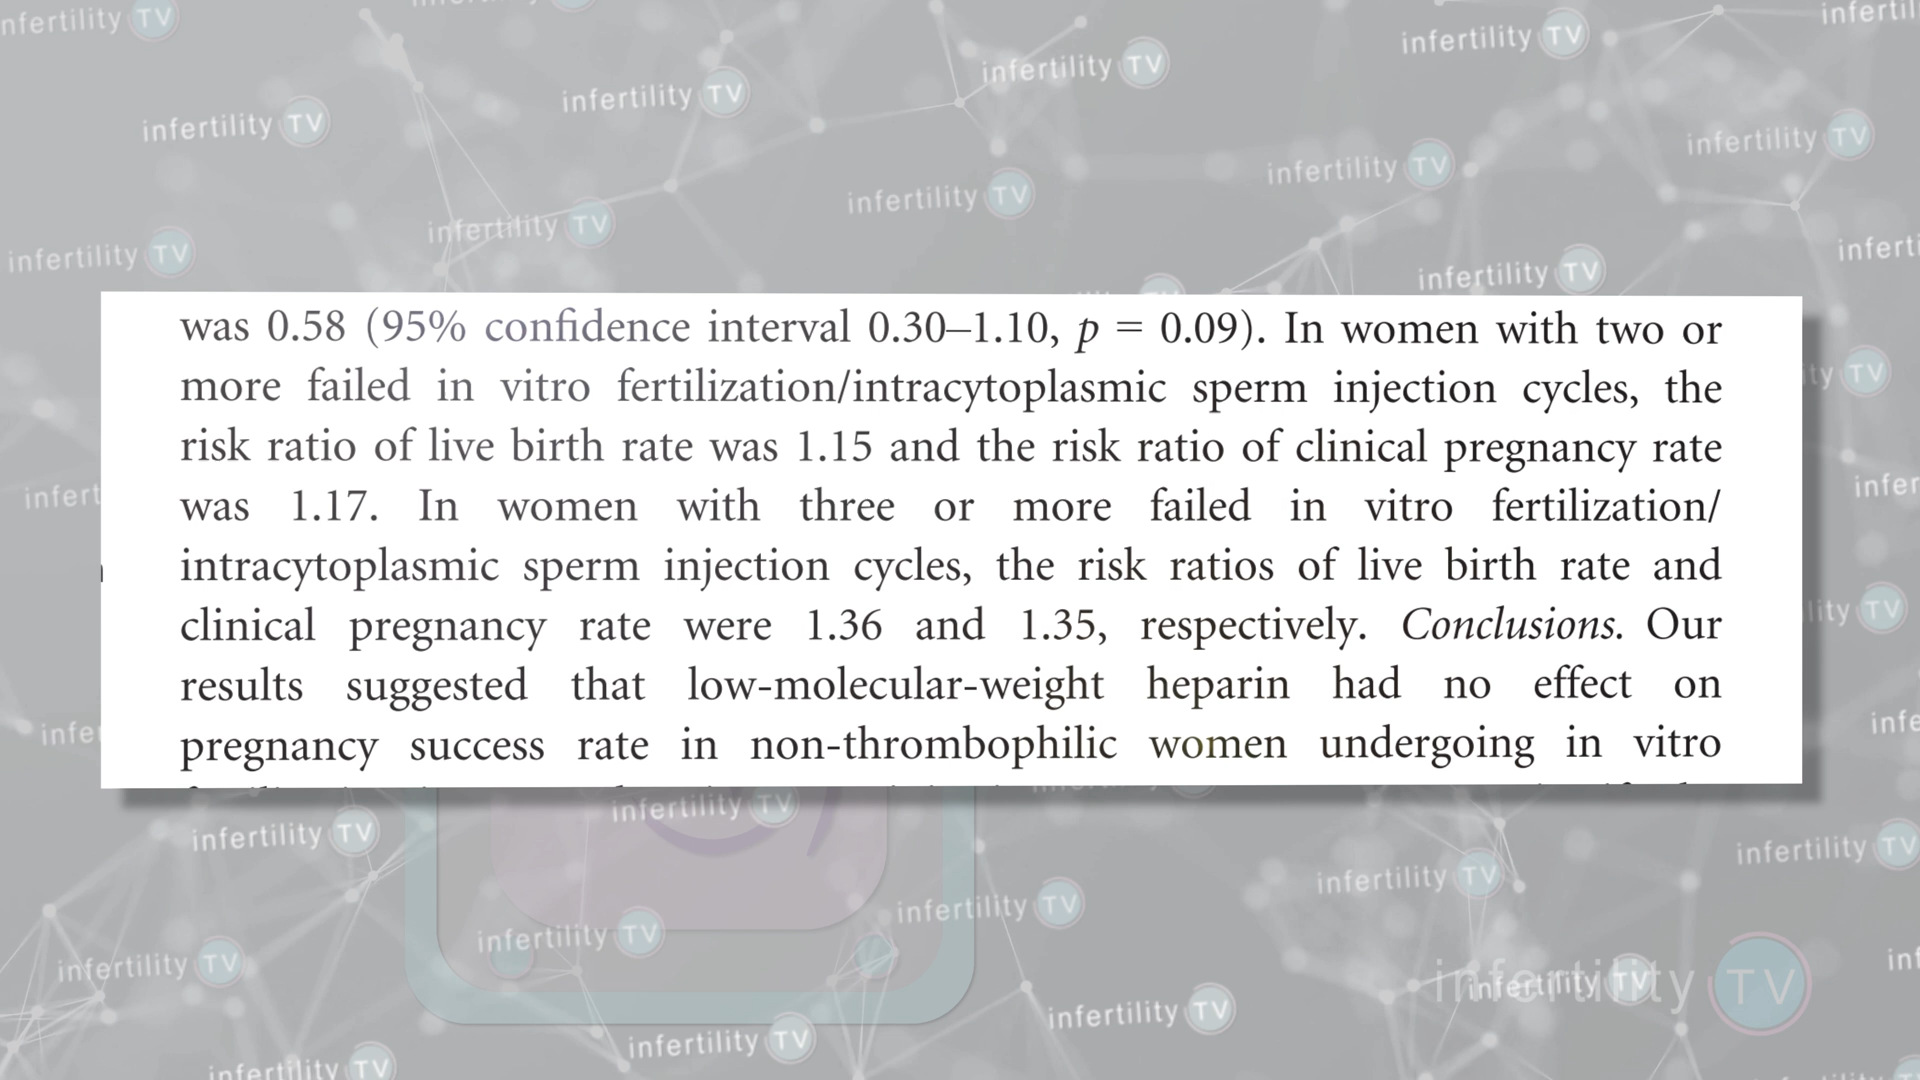 was 0.58 (95% confidence interval 0.30–1.10, p = 0.09). In women with two or
more failed in vitro fertilization/intracytoplasmic sperm injection cycles, the
risk ratio of live birth rate was 1.15 and the risk ratio of clinical pregnancy rate
was 1.17. In women with three or more failed in vitro fertilization/
intracytoplasmic sperm injection cycles, the risk ratios of live birth rate and
clinical pregnancy rate were 1.36 and 1.35, respectively. Conclusions. Our
results suggested that low-molecular-weight heparin had no effect on
pregnancy success rate in non-thrombophilic women undergoing in vitro
infertility TV